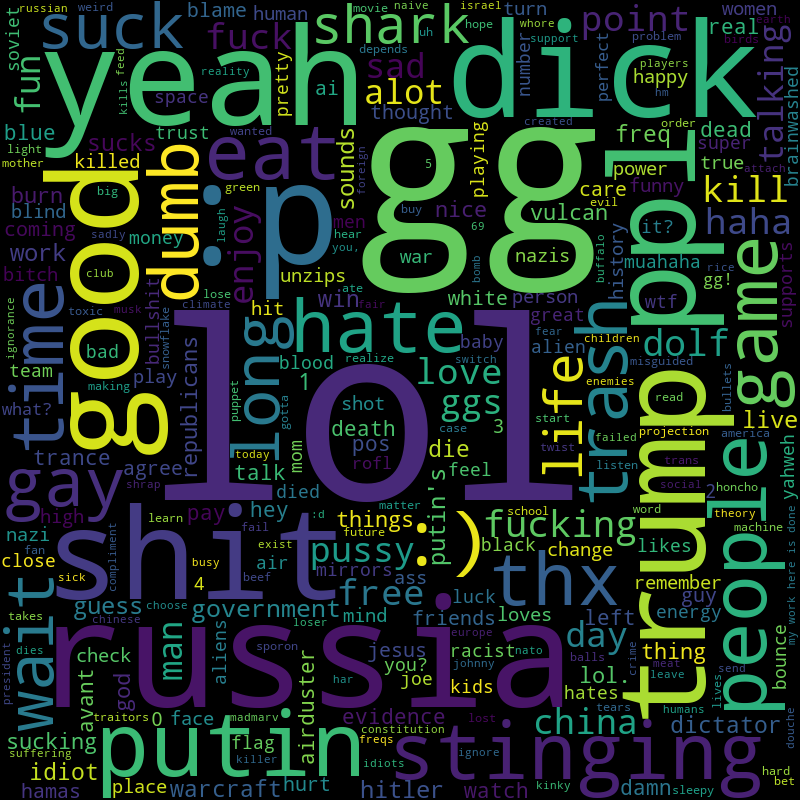 russian weird suck blame human fuck movie naive shark israel whore turn point women earth
soviet kills feed fun reality pretty uh hope depends support number perfect problem real birds
yeah sad alot dick players happy talking
space ai thought hm order
blue sucks trust wanted eat sounds created freq dead super brainwashed
light mother killed 5 playing foreign care power true funny attach
burn big dumb green :p gg ppl kill
blind good laugh men nice vulcan it? haha
coming sadly money enjoy hear you, buy 69 evil muahaha history
work club unzips war nazis buffalo rice gg!
bitch bullshit lose .ate bomb wtf supports
ignorance toxic musk climate hit win fair white person trash game
time snowflake long hate great fear children dolf
team bad republicans realize baby alien switch enemies misguided bullets
making play puppet blood love life read
what? gotta 1 shot ggs 3 case start failed projection america live
trance agree today talk lol death pos die feel twist listen trump people yahweh
gay shrap mom rofl trans social 2 honcho
high pay died :d matter putin's school word theory
nazi learn hey things :) fucking machine
fan shit fail future black change likes
close sick compliment busy exist air pussy thx remember
beef mirrors ass energy my work here is done
wait takes 4 free luck guy
guess choose government mind friends loves left
chinese loser europe day thing
president dies check man aliens sporon jesus you? racist nato johnny balls crime meat leave bounce
russia god har joe kids lol. hates lives send
avant airduster tears humans
traitors 0 face madmarv evidence lost china dictator douche
sucking flag constitution freqs ignore
suffering putin killer idiots stinging hard
idiot place warcraft hurt hitler watch kinky damn sleepy bet
hamas